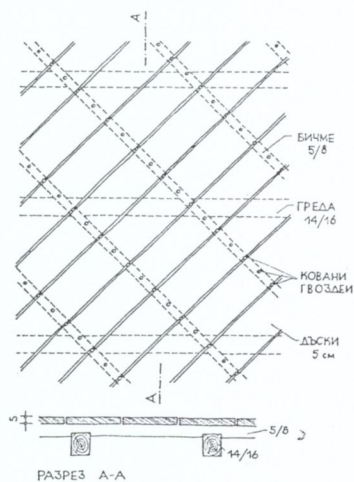 А
БИЧМЕ
5/8
ГРЕДА
14/16
КОВАНИ
ГВОЗДЕИ
ДЪСКИ
5 см
А
5
5/8
14/16
РАЗРЕЗ А-А